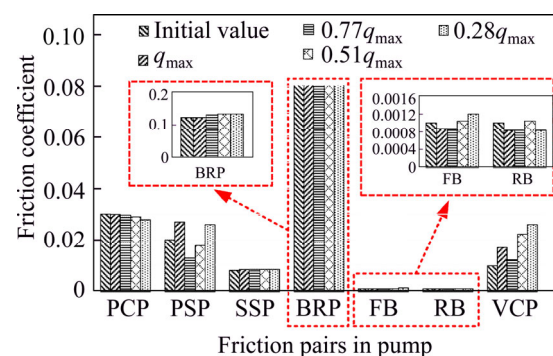 Initial value
0.77qmax
0.28qmax
qmax
0.51qmax
0.10
0.08
0.06
0.04
0.02
0
Friction coefficient
0.2
0.1
0
BRP
0.0016
0.0012
0.0008
0.0004
0
FB RB
PCP PSP SSP BRP FB RB VCP
Friction pairs in pump